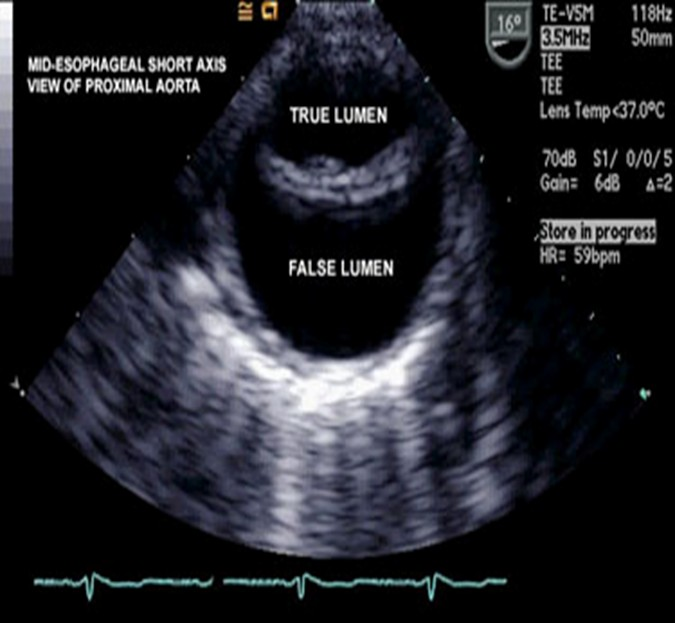 MID-ESOPHAGEAL SHORT AXIS
VIEW OF PROXIMAL AORTA
TRUE LUMEN
FALSE LUMEN
16°
TE-V5M 118Hz
3.5MHz 50mm
TEE
TEE
Lens Temp<37.0°C
70dB S1/ 0/0/5
Gain= 6dB Δ=2
Store in progress
HR= 59bpm